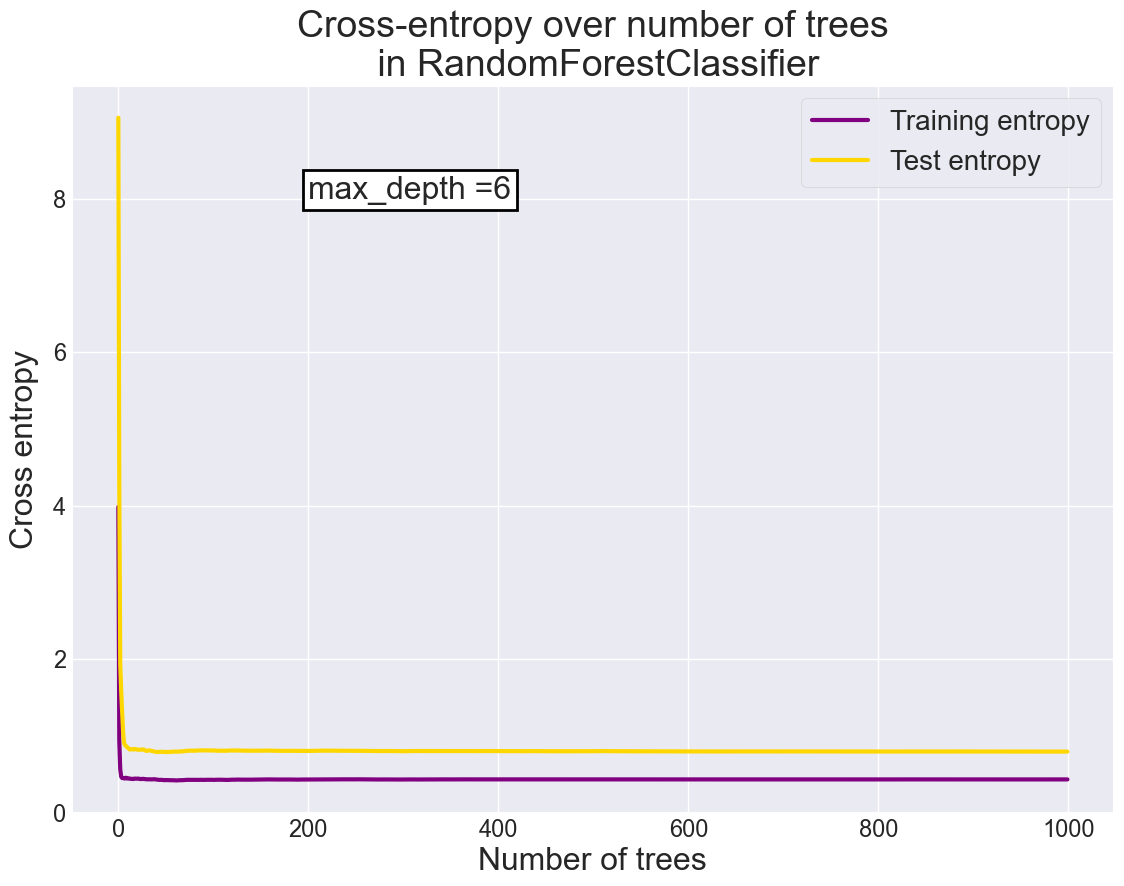 Cross-entropy over number of trees
in RandomForestClassifier
Training entropy
Test entropy
max_depth =6
Cross entropy
8
6
4
2
0
0 200 400 600 800 1000
Number of trees